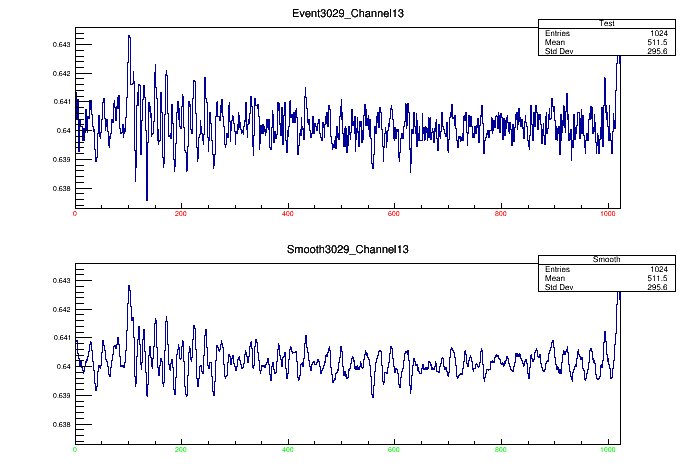 Event3029_Channel13
Test
Entries 1024
Mean 511.5
Std Dev 295.6
0.643
0.642
0.641
0.64
0.639
0.638
0 200 400 600 800 1000
Smooth3029_Channel13
Smooth
Entries 1024
Mean 511.5
Std Dev 295.6
0.643
0.642
0.641
0.64
0.639
0.638
0 200 400 600 800 1000